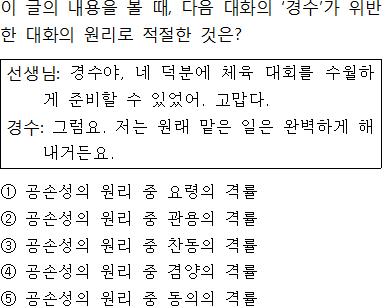 이 글의 내용을 볼 때, 다음 대화의 ‘경수’가 위반
한 대화의 원리로 적절한 것은?
선생님: 경수야, 네 덕분에 체육 대회를 수월하
게 준비할 수 있었어. 고맙다.
경수: 그럼요. 저는 원래 맡은 일은 완벽하게 해
내거든요.
① 공손성의 원리 중 요령의 격률
② 공손성의 원리 중 관용의 격률
③ 공손성의 원리 중 찬동의 격률
④ 공손성의 원리 중 겸양의 격률
⑤ 공손성의 원리 중 동의의 격률